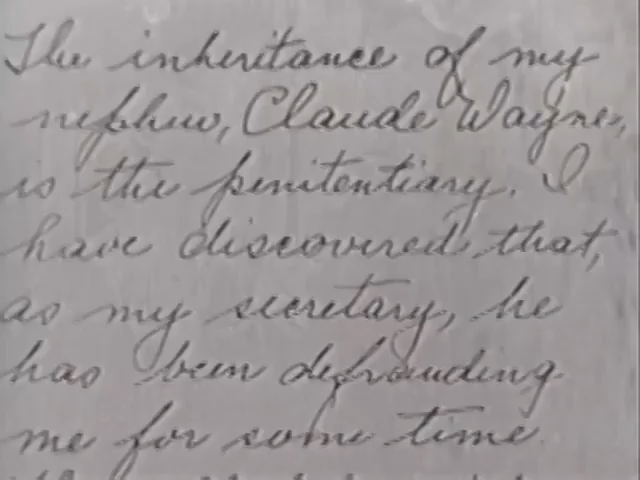 The inheritance of my
nephew, Claude Wayne,
is the penitentiary. I
have discovered that,
as my secretary, he
has been defrauding
me for some time